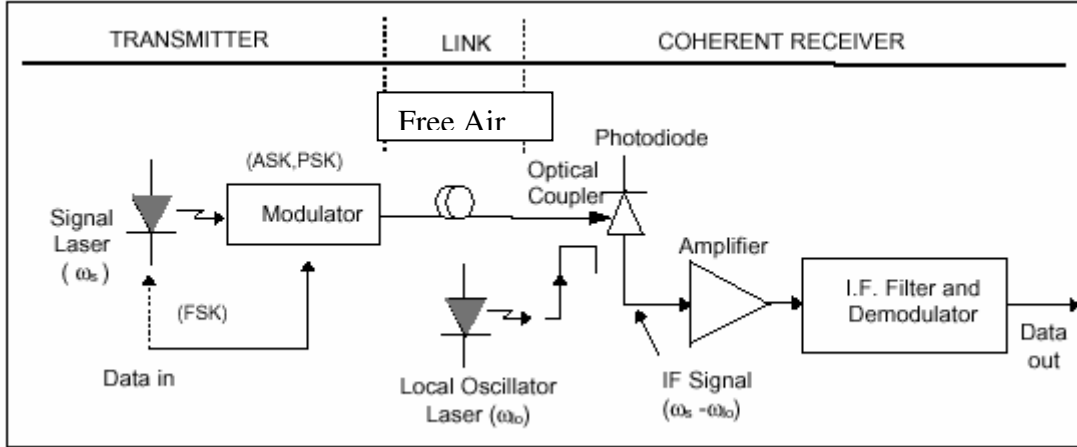 TRANSMITTER
LINK
COHERENT RECEIVER
Free Air
Photodiode
(ASK,PSK)
Optical
Coupler
Modulator
Signal
Laser
( ωs )
Amplifier
I.F. Filter and
Demodulator
(FSK)
Data in
Local Oscillator
Laser (ωlo)
IF Signal
(ωs -ωlo)
Data
out